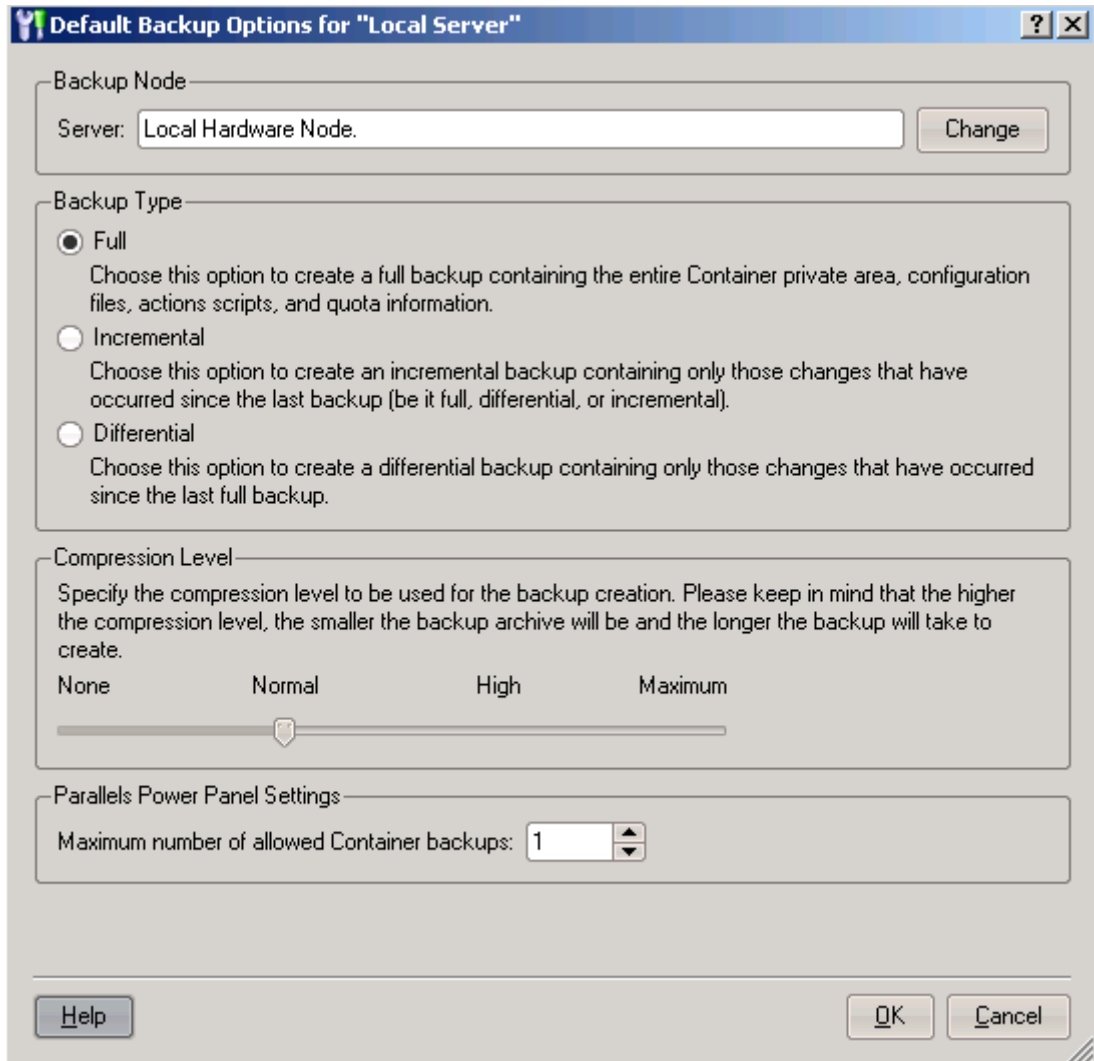 Default Backup Options for "Local Server"
Backup Node
Server: Local Hardware Node. Change
Backup Type
Full
Choose this option to create a full backup containing the entire Container private area, configuration
files, actions scripts, and quota information.
Incremental
Choose this option to create an incremental backup containing only those changes that have
occurred since the last backup (be it full, differential, or incremental).
Differential
Choose this option to create a differential backup containing only those changes that have occurred
since the last full backup.
Compression Level
Specify the compression level to be used for the backup creation. Please keep in mind that the higher
the compression level, the smaller the backup archive will be and the longer the backup will take to
create.
None Normal High Maximum
Parallels Power Panel Settings
Maximum number of allowed Container backups: 1
Help OK Cancel